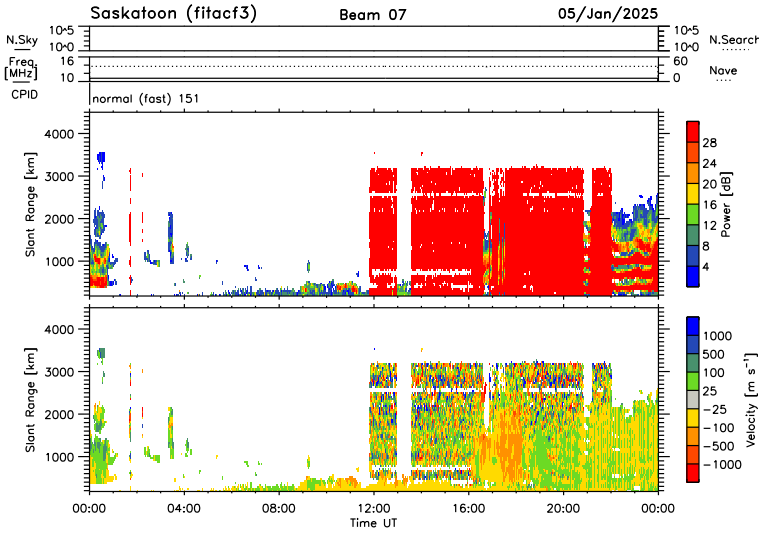 Saskatoon (fitacf3) Beam 07 05/Jan/2025
N.Sky 10^5 10^0 10^5 10^0 N.Search
Freq. [MHz] 16 10 60 0 Nave
CPID normal (fast) 151
Slant Range [km] 4000 3000 2000 1000
28 24 20 16 12 8 4 Power [dB]
Slant Range [km] 4000 3000 2000 1000
1000 500 100 25 -25 -100 -500 -1000 Velocity [m s⁻¹]
00:00 04:00 08:00 12:00 16:00 20:00 00:00
Time UT